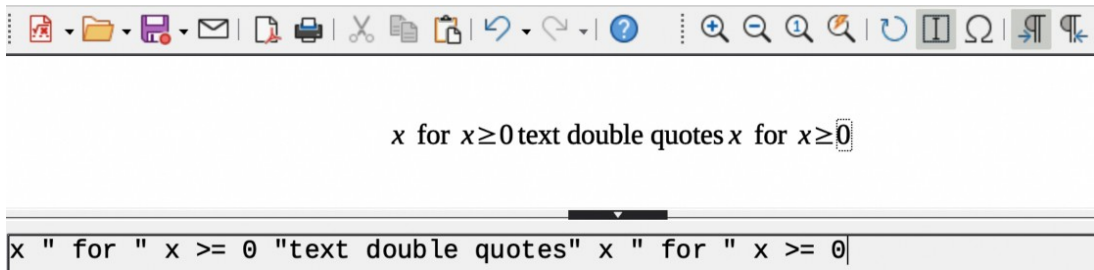 x for x≥0 text double quotes x for x≥0
x " for " x >= 0 "text double quotes" x " for " x >= 0